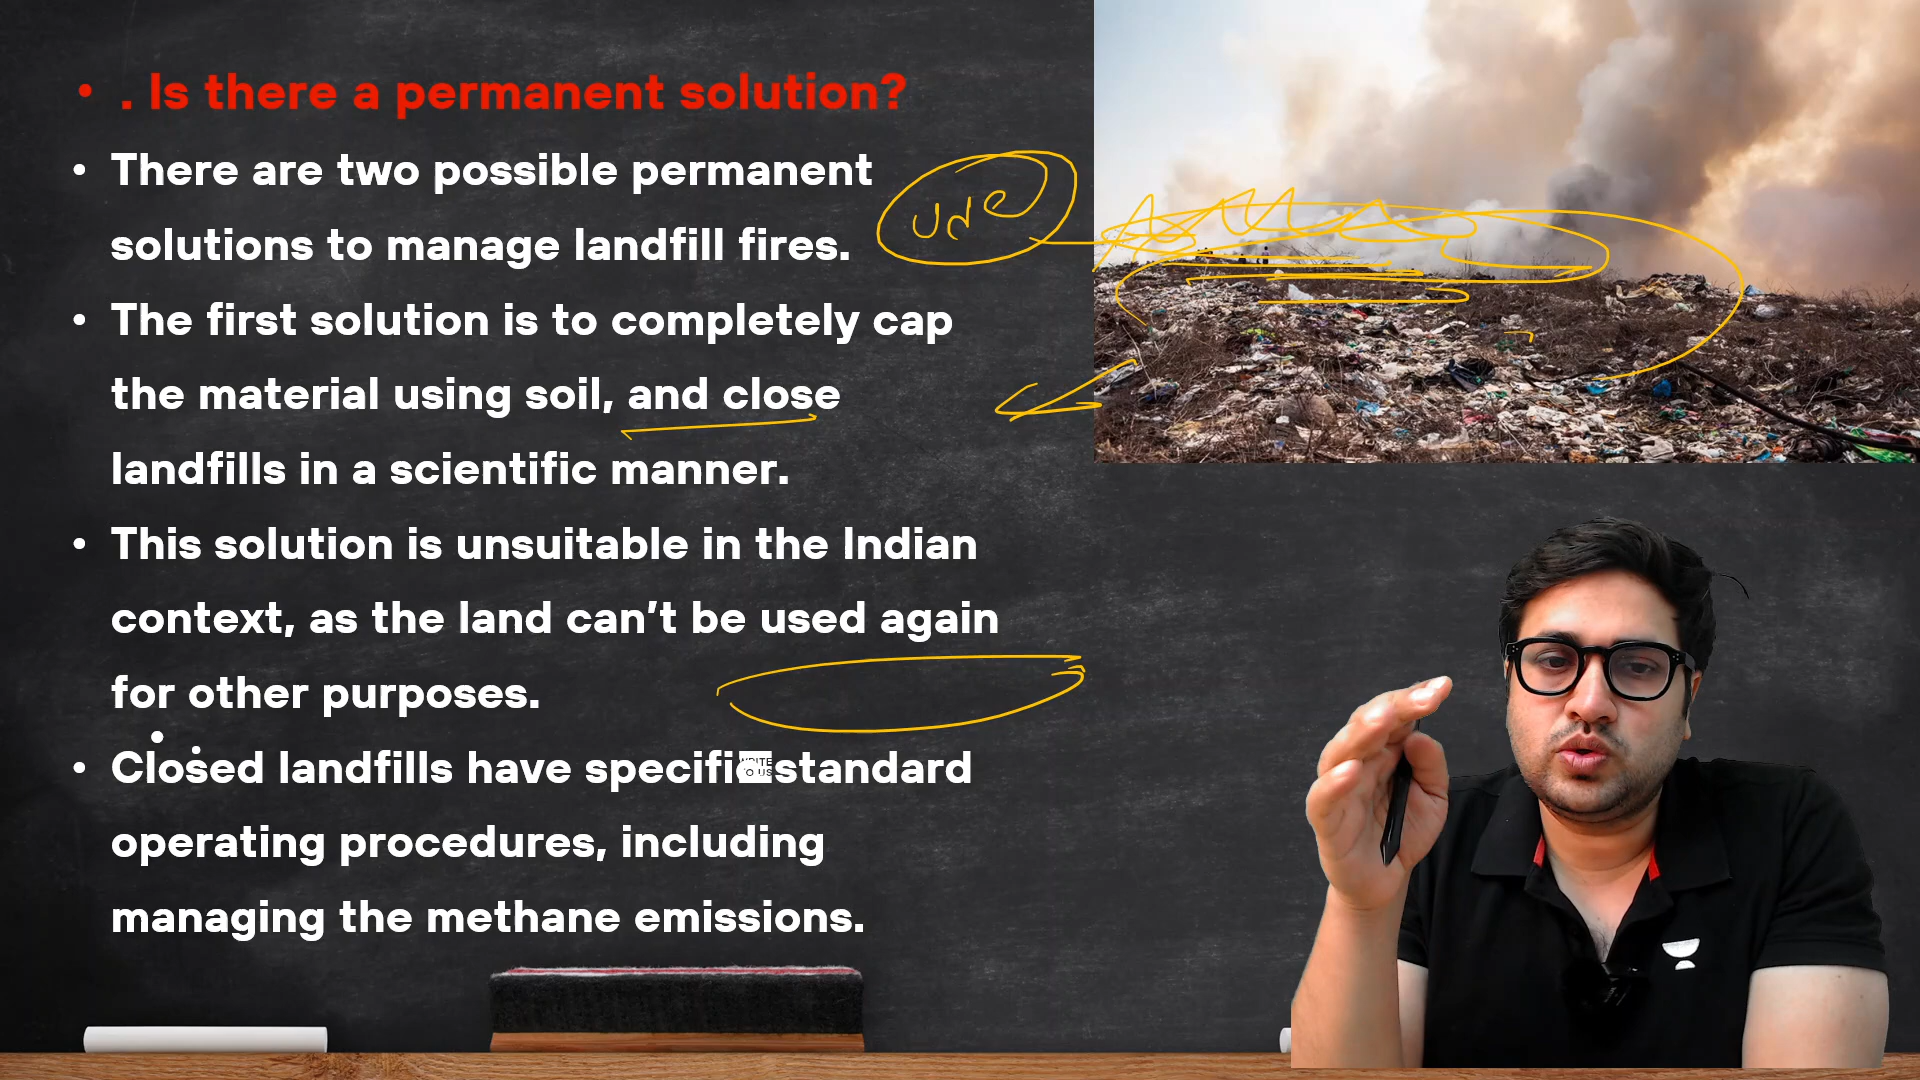 • . Is there a permanent solution?
• There are two possible permanent
solutions to manage landfill fires.
• The first solution is to completely cap
the material using soil, and close
landfills in a scientific manner.
• This solution is unsuitable in the Indian
context, as the land can't be used again
for other purposes.
• Closed landfills have specific standard
operating procedures, including
managing the methane emissions.